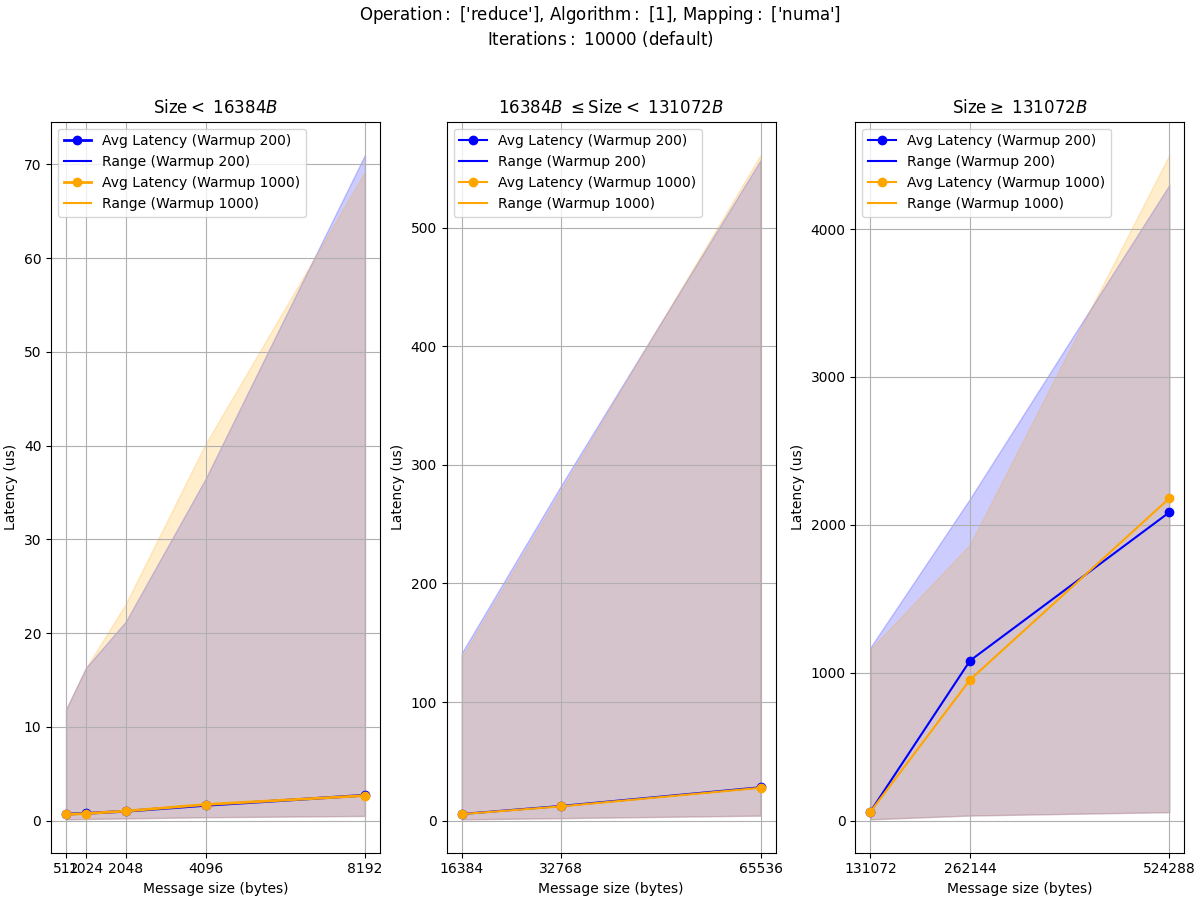 Operation: ['reduce'], Algorithm: [1], Mapping: ['numa']
Iterations: 10000 (default)
Size < 16384B
Avg Latency (Warmup 200)
Range (Warmup 200)
Avg Latency (Warmup 1000)
Range (Warmup 1000)
70
60
50
40
30
20
10
0
Latency (us)
512
1024
2048
4096
8192
Message size (bytes)
16384B ≤ Size < 131072B
Avg Latency (Warmup 200)
Range (Warmup 200)
Avg Latency (Warmup 1000)
Range (Warmup 1000)
500
400
300
200
100
0
Latency (us)
16384
32768
65536
Message size (bytes)
Size ≥ 131072B
Avg Latency (Warmup 200)
Range (Warmup 200)
Avg Latency (Warmup 1000)
Range (Warmup 1000)
4000
3000
2000
1000
0
Latency (us)
131072
262144
524288
Message size (bytes)